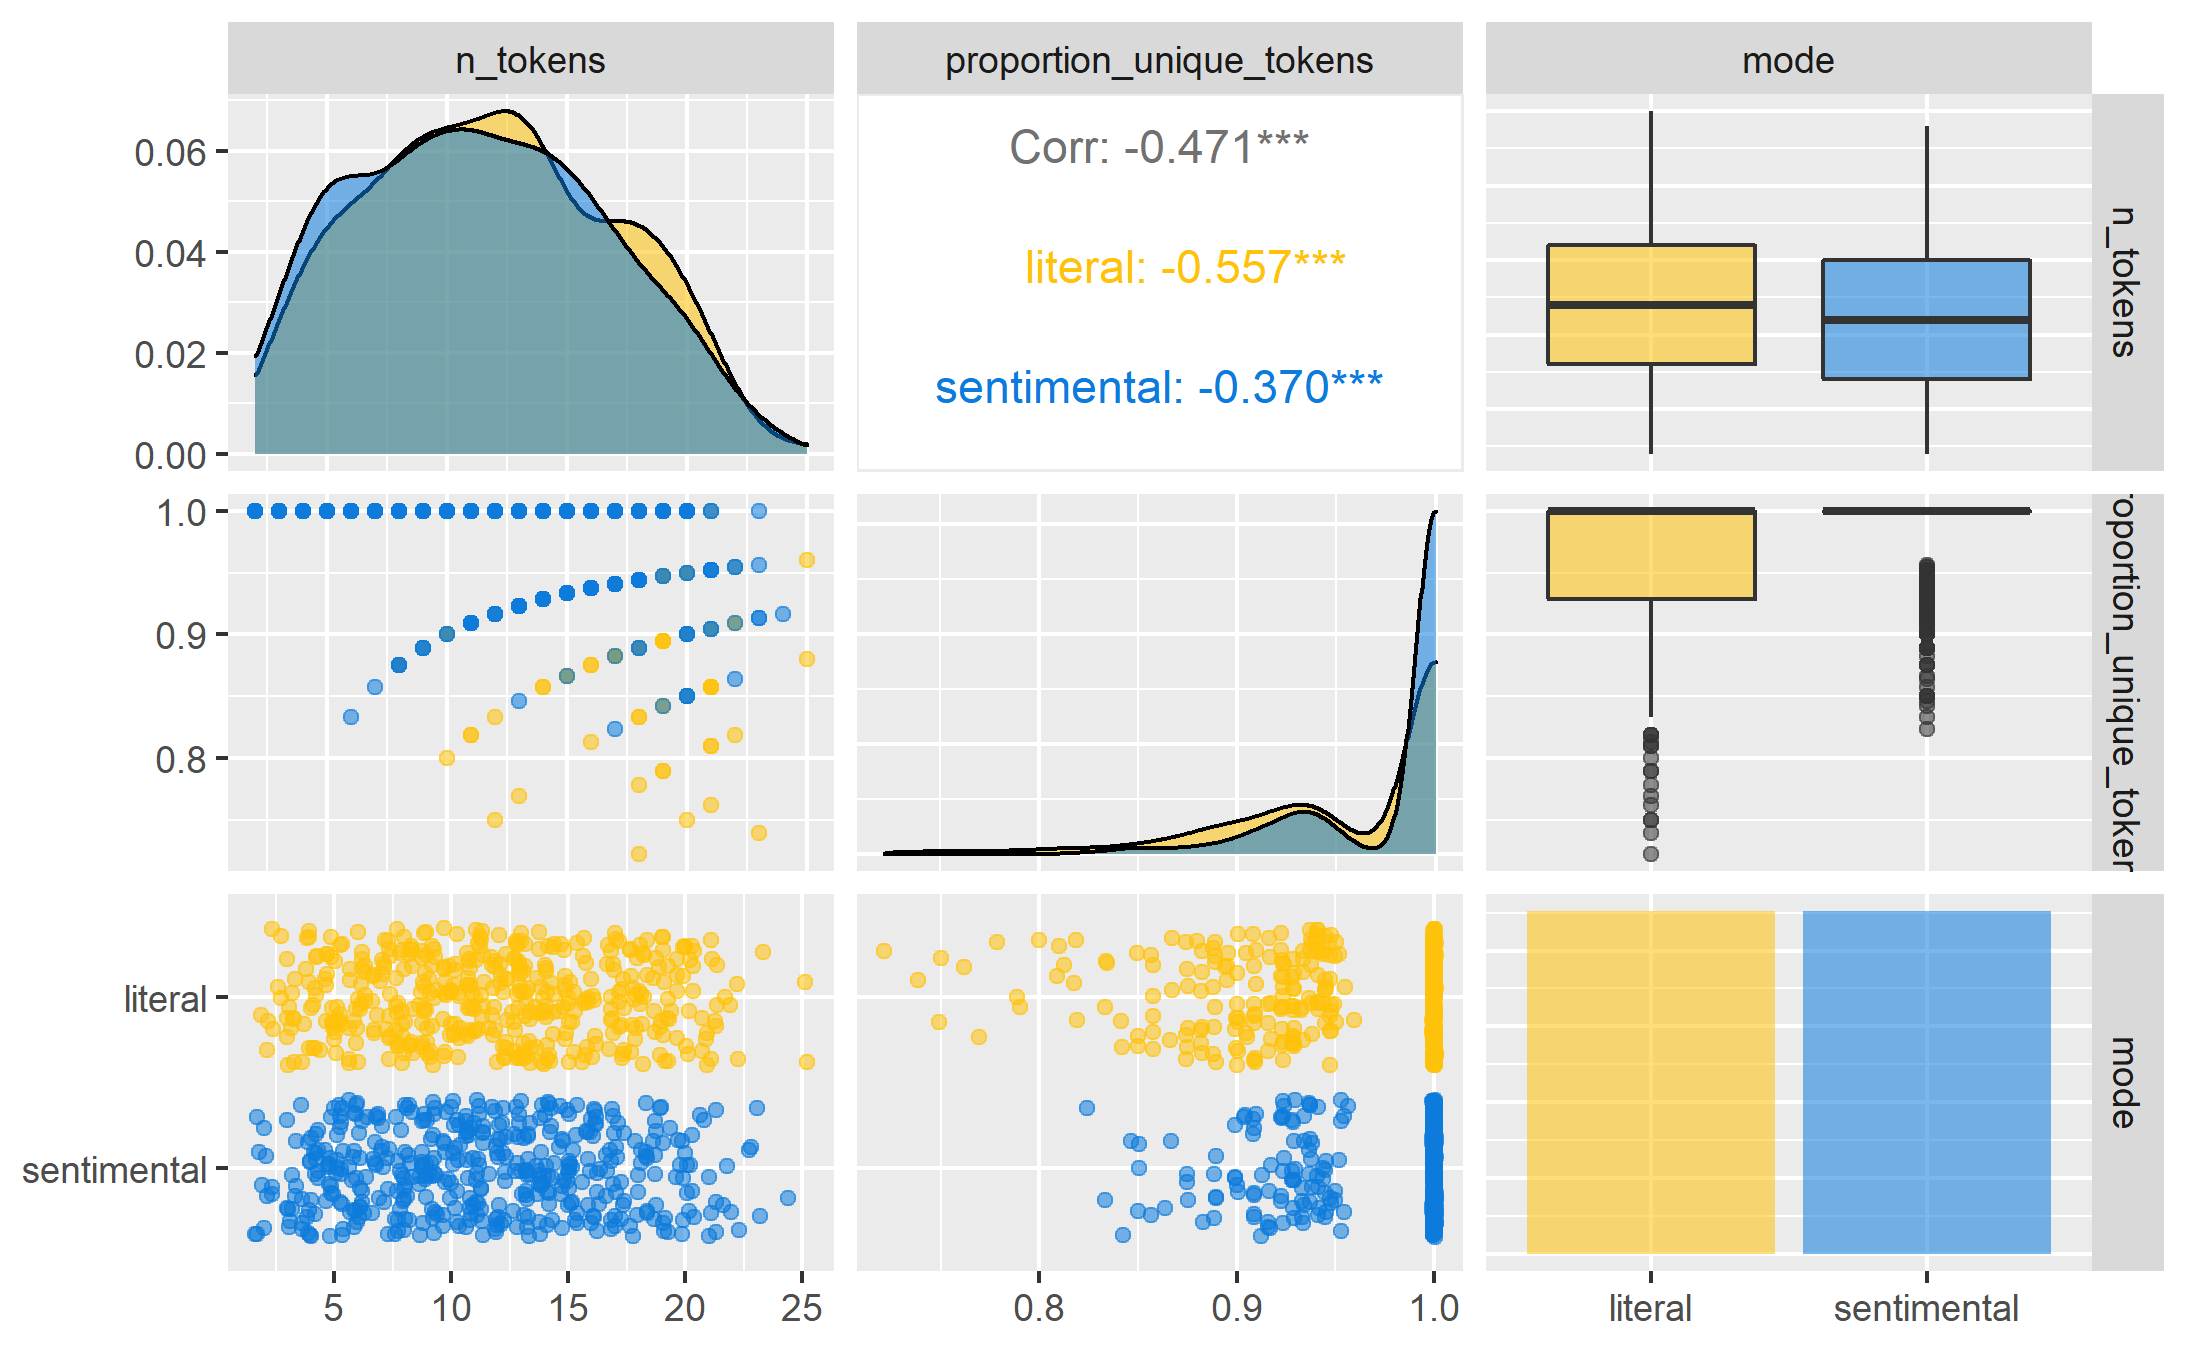 n_tokens
proportion_unique_tokens
mode
0.06
0.04
0.02
0.00
Corr: -0.471***
literal: -0.557***
sentimental: -0.370***
n_tokens
1.0
0.9
0.8
oportion_unique_token
literal
sentimental
mode
5 10 15 20 25
0.8 0.9 1.0
literal sentimental